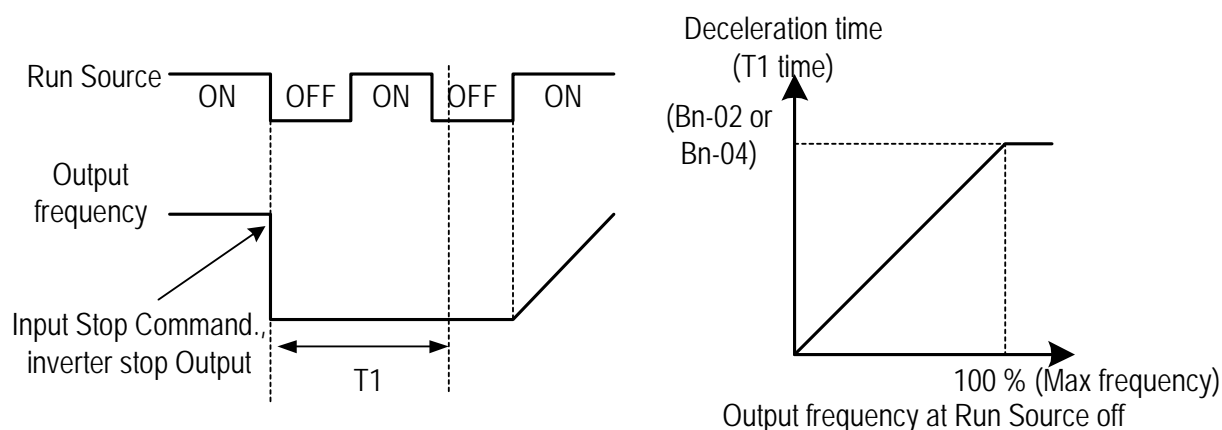 Run Source
ON
OFF
ON
OFF
ON
Output
frequency
Input Stop Command.,
inverter stop Output
T1
Deceleration time
(T1 time)
(Bn-02 or
Bn-04)
100 % (Max frequency)
Output frequency at Run Source off